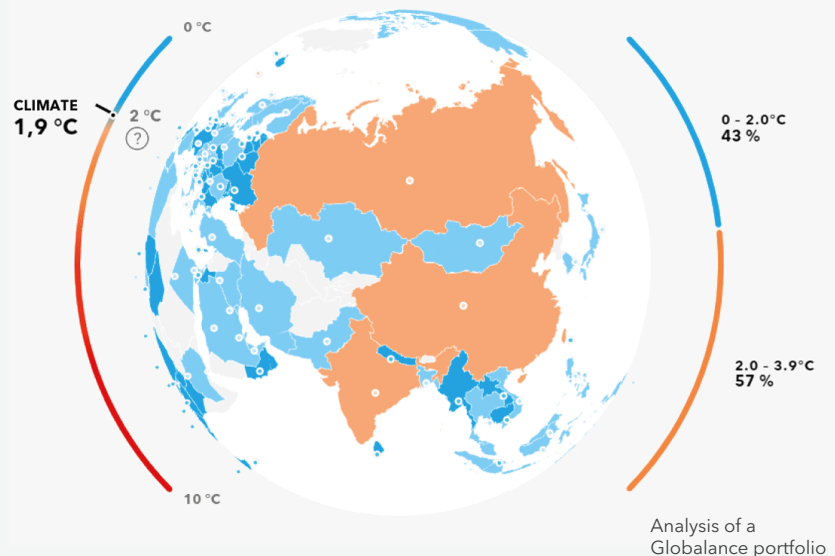 0 °C
CLIMATE
1,9 °C
2 °C
?
0 - 2.0°C
43 %
2.0 - 3.9°C
57 %
10 °C
Analysis of a
Globalance portfolio